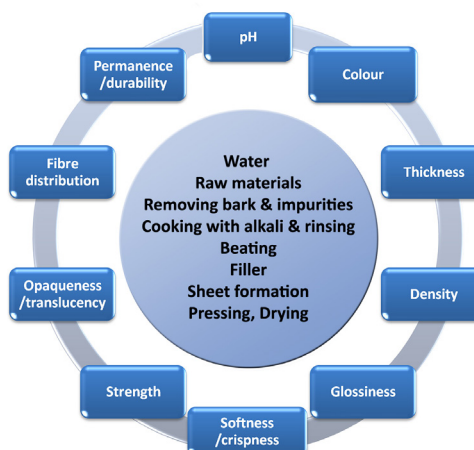 pH
Colour
Thickness
Density
Glossiness
Softness
/crispness
Strength
Opaqueness
/translucency
Fibre
distribution
Permanence
/durability
Water
Raw materials
Removing bark & impurities
Cooking with alkali & rinsing
Beating
Filler
Sheet formation
Pressing, Drying